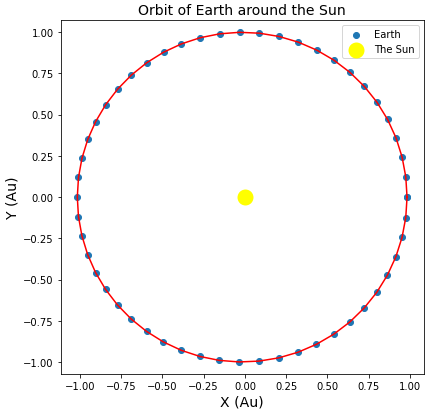 Orbit of Earth around the Sun
Earth
The Sun
Y (Au)
1.00
0.75
0.50
0.25
0.00
−0.25
−0.50
−0.75
−1.00
−1.00 −0.75 −0.50 −0.25 0.00 0.25 0.50 0.75 1.00
X (Au)